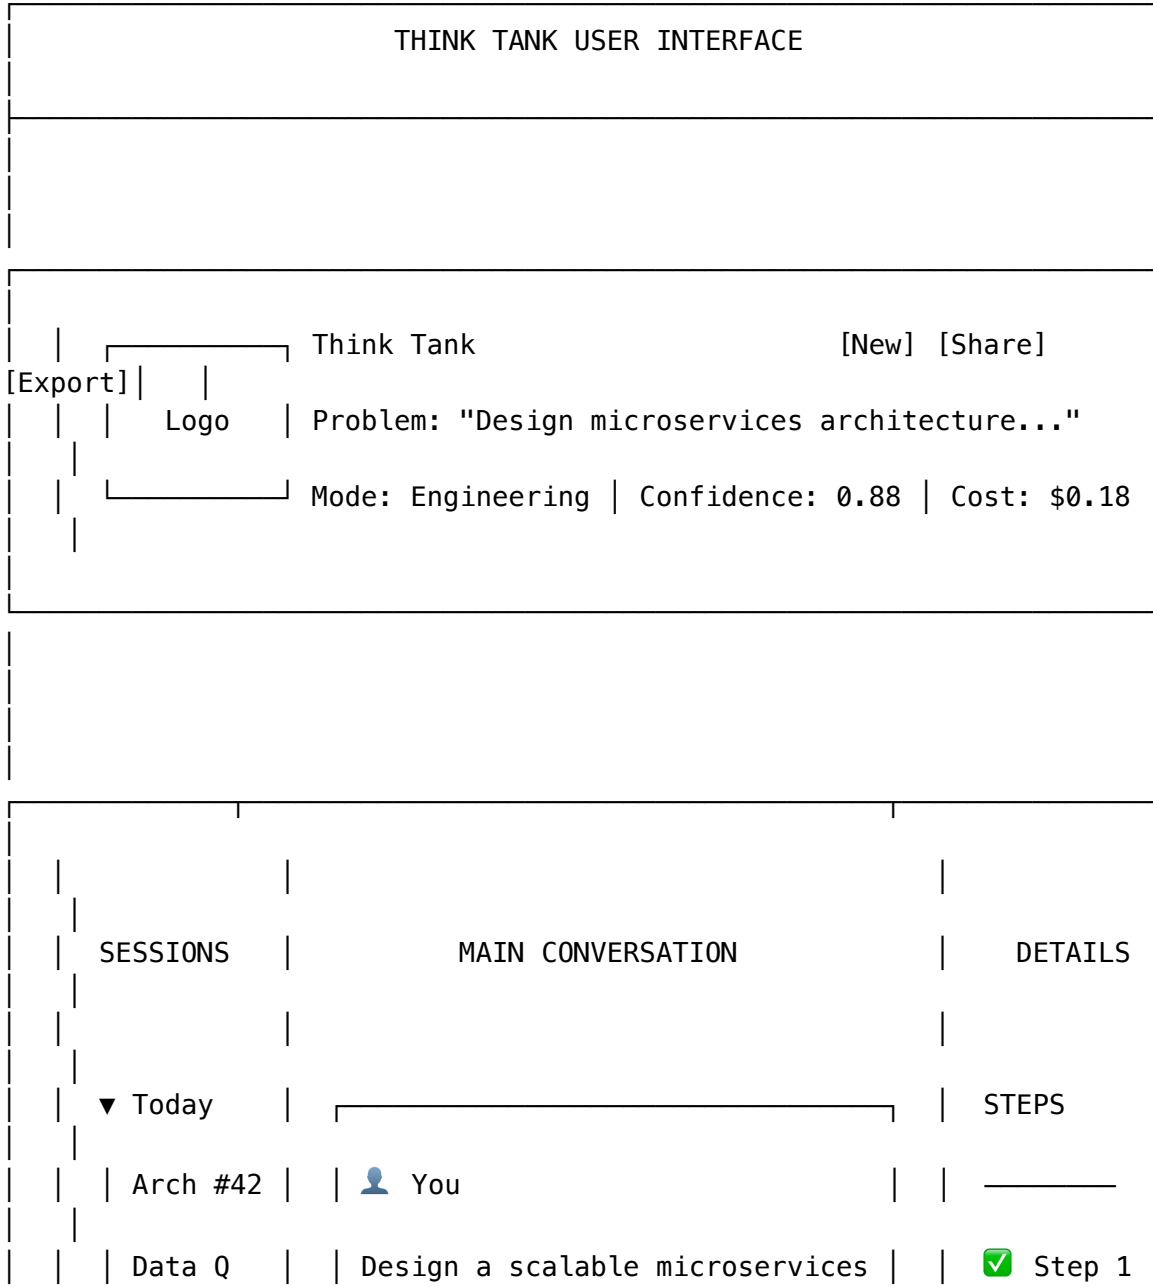 THINK TANK USER INTERFACE
Think Tank [New] [Share]
[Export]
Logo Problem: "Design microservices architecture..."
Mode: Engineering │ Confidence: 0.88 │ Cost: $0.18
SESSIONS MAIN CONVERSATION DETAILS
▼ Today STEPS
Arch #42 👤 You
Data Q Design a scalable microservices ✅ Step 1